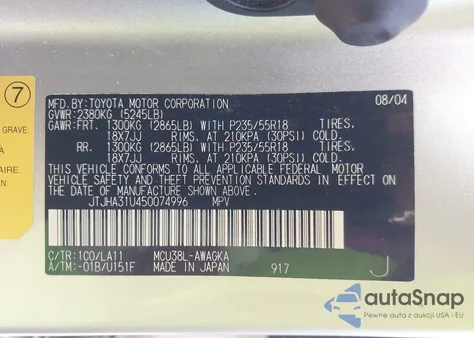 7
GRAVE:
AIRE.
MFD.BY: TOYOTA MOTOR CORPORATION 08/04
GVWR: 2380KG (5245LB)
GAWR: FRT. 1300KG (2865LB) WITH P235/55R18 TIRES.
18X7JJ RIMS, AT 210KPA (30PSI) COLD.
RR. 1300KG (2865LB) WITH P235/55R18 TIRES.
18X7JJ RIMS, AT 210KPA (30PSI) COLD.
THIS VEHICLE CONFORMS TO ALL APPLICABLE FEDERAL MOTOR
VEHICLE SAFETY AND THEFT PREVENTION STANDARDS IN EFFECT
ON THE DATE OF MANUFACTURE SHOWN ABOVE.
JTJHA31U450074996 MPV
C/TR: 1C0/LA11 MCU38L-AWAGKA
A/TM: -01B/U151F MADE IN JAPAN 917 J
autoSnap
Pewne auta z przebiegiem z USA i EU